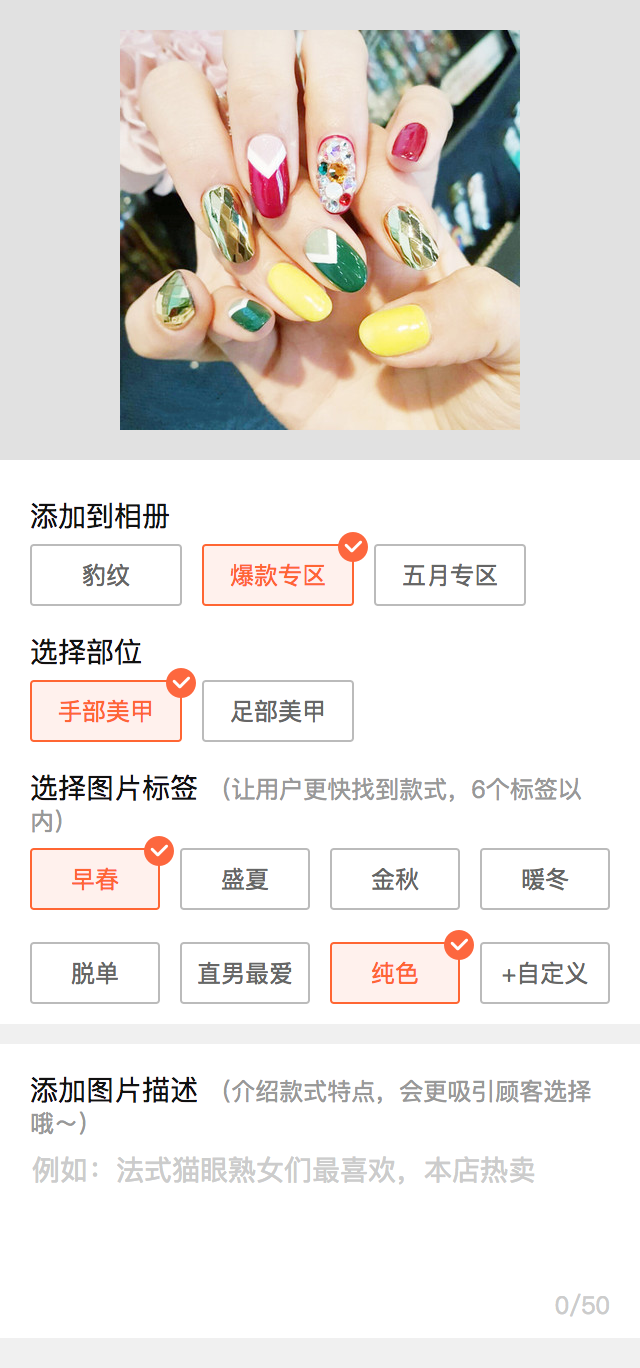 添加到相册
豹纹 爆款专区 五月专区
选择部位
手部美甲 足部美甲
选择图片标签（让用户更快找到款式，6个标签以
内）
早春 盛夏 金秋 暖冬
脱单 直男最爱 纯色 +自定义
添加图片描述（介绍款式特点，会更吸引顾客选择
哦～）
例如：法式猫眼熟女们最喜欢，本店热卖
0/50